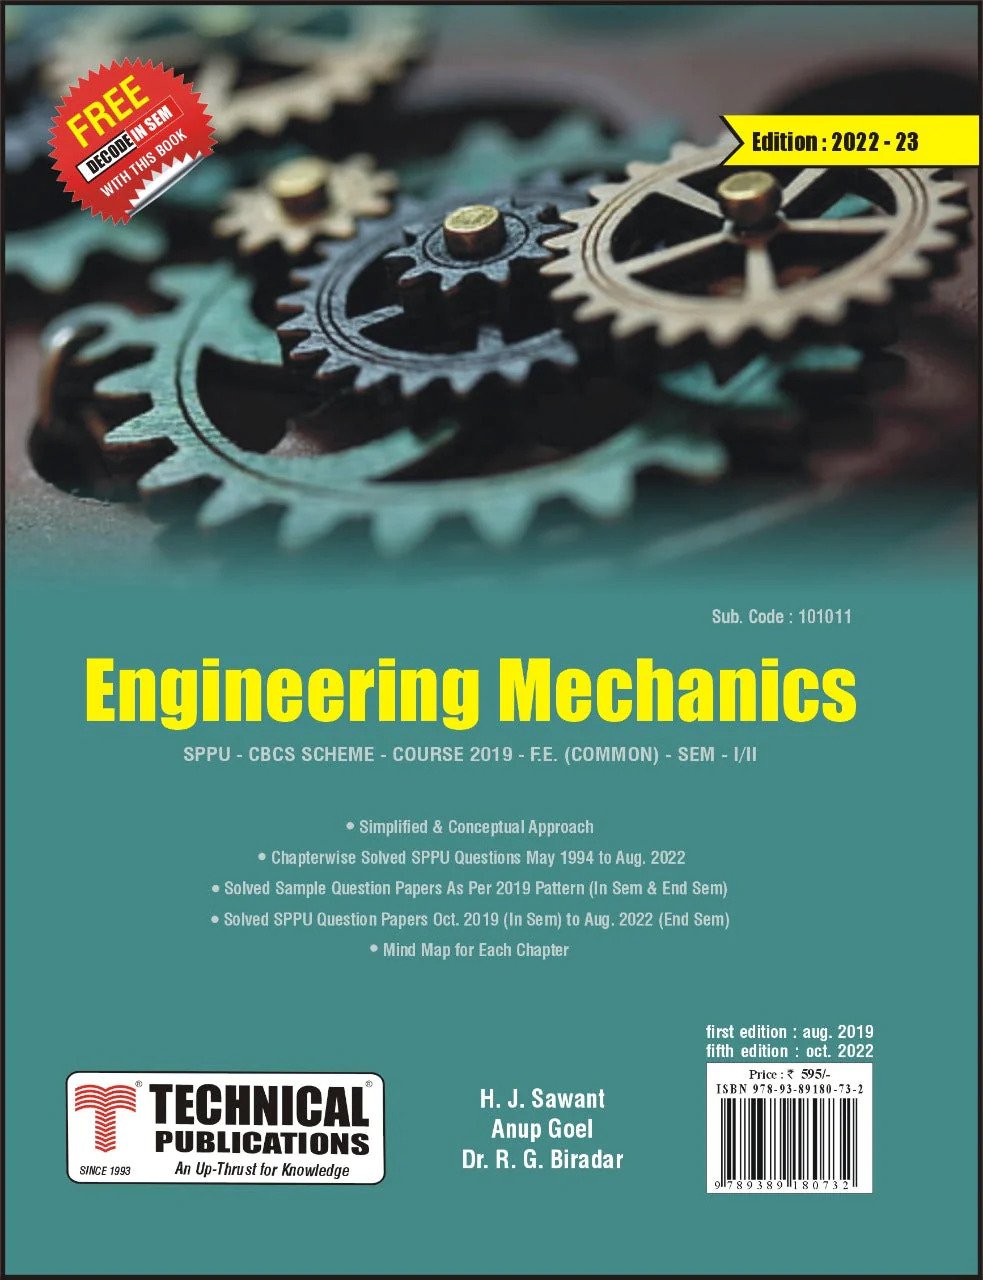 FREE
DECODE IN SEM
WITH THIS BOOK
Edition : 2022 - 23
Sub. Code : 101011
Engineering Mechanics
SPPU - CBCS SCHEME - COURSE 2019 - F.E. (COMMON) - SEM - I/II
• Simplified & Conceptual Approach
• Chapterwise Solved SPPU Questions May 1994 to Aug. 2022
• Solved Sample Question Papers As Per 2019 Pattern (In Sem & End Sem)
• Solved SPPU Question Papers Oct. 2019 (In Sem) to Aug. 2022 (End Sem)
• Mind Map for Each Chapter
first edition : aug. 2019
fifth edition : oct. 2022
Price : ₹ 595/-
ISBN 978-93-89180-73-2
9 789389 180732
® TECHNICAL ®
PUBLICATIONS
SINCE 1993 An Up-Thrust for Knowledge
H. J. Sawant
Anup Goel
Dr. R. G. Biradar